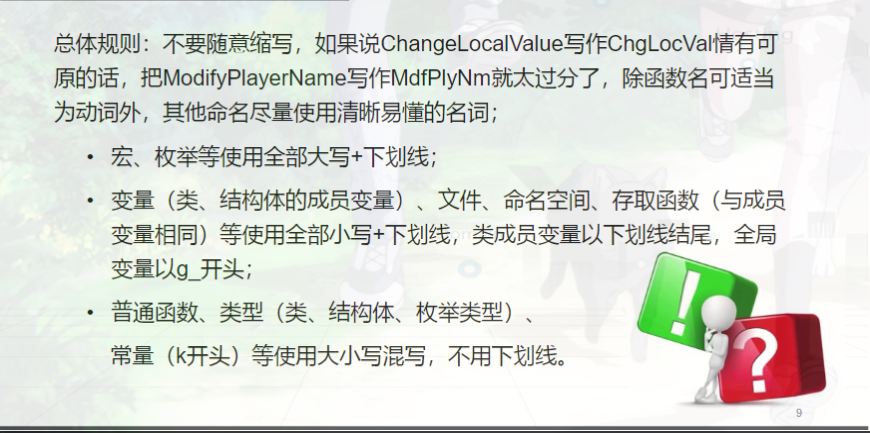 总体规则：不要随意缩写，如果说ChangeLocalValue写作ChgLocVal情有可
原的话，把ModifyPlayerName写作MdfPlyNm就太过分了，除函数名可适当
为动词外，其他命名尽量使用清晰易懂的名词；
• 宏、枚举等使用全部大写+下划线；
• 变量（类、结构体的成员变量）、文件、命名空间、存取函数（与成员
变量相同）等使用全部小写+下划线，类成员变量以下划线结尾，全局
变量以g_开头；
• 普通函数、类型（类、结构体、枚举类型）、
常量（k开头）等使用大小写混写，不用下划线。
!
?
9